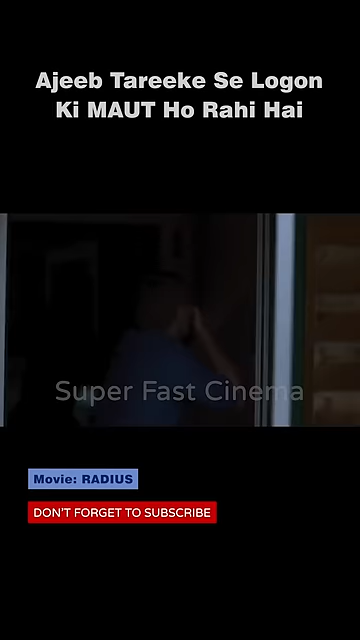 Ajeeb Tareeke Se Logon
Ki MAUT Ho Rahi Hai
Super Fast Cinema
Movie: RADIUS
DON'T FORGET TO SUBSCRIBE